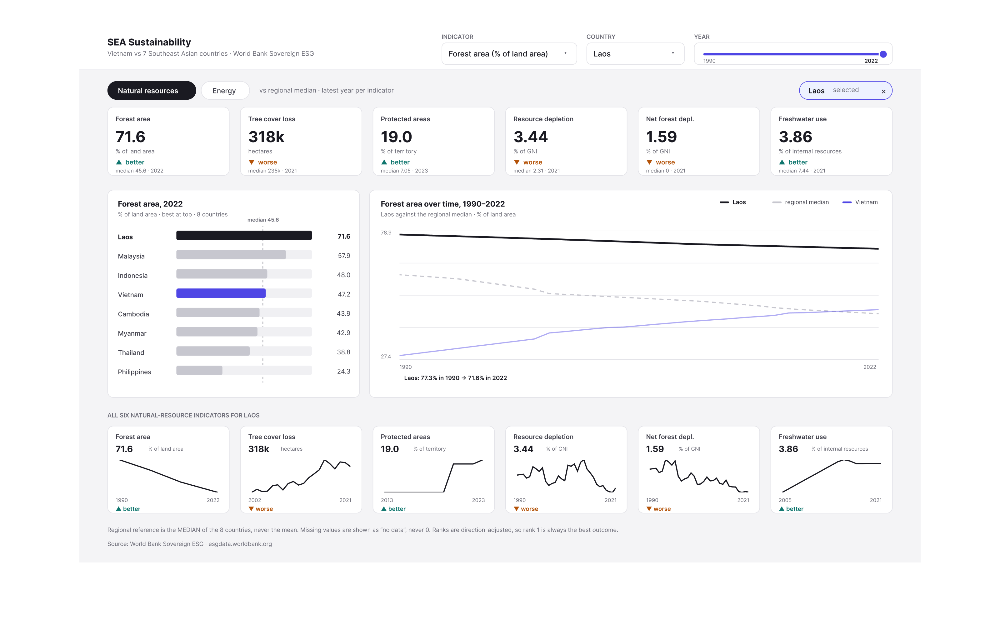 SEA Sustainability
Vietnam vs 7 Southeast Asian countries · World Bank Sovereign ESG
INDICATOR
Forest area (% of land area)
COUNTRY
Laos
YEAR
1990
2022
Natural resources
Energy
vs regional median · latest year per indicator
Laos selected ×
Forest area
71.6
% of land area
▲ better
median 45.6 · 2022
Tree cover loss
318k
hectares
▼ worse
median 235k · 2021
Protected areas
19.0
% of territory
▲ better
median 7.05 · 2023
Resource depletion
3.44
% of GNI
▼ worse
median 2.31 · 2021
Net forest depl.
1.59
% of GNI
▼ worse
median 0 · 2021
Freshwater use
3.86
% of internal resources
▲ better
median 7.44 · 2021
Forest area, 2022
% of land area · best at top · 8 countries
median 45.6
Laos 71.6
Malaysia 57.9
Indonesia 48.0
Vietnam 47.2
Cambodia 43.9
Myanmar 42.9
Thailand 38.8
Philippines 24.3
Forest area over time, 1990–2022
Laos against the regional median · % of land area
Laos
regional median
Vietnam
78.9
27.4
1990
2022
Laos: 77.3% in 1990 → 71.6% in 2022
ALL SIX NATURAL-RESOURCE INDICATORS FOR LAOS
Forest area
71.6 % of land area
1990 2022
▲ better
Tree cover loss
318k hectares
2002 2021
▼ worse
Protected areas
19.0 % of territory
2013 2023
▲ better
Resource depletion
3.44 % of GNI
1990 2021
▼ worse
Net forest depl.
1.59 % of GNI
1990 2021
▼ worse
Freshwater use
3.86 % of internal resources
2005 2021
▲ better
Regional reference is the MEDIAN of the 8 countries, never the mean. Missing values are shown as “no data”, never 0. Ranks are direction-adjusted, so rank 1 is always the best outcome.
Source: World Bank Sovereign ESG · esgdata.worldbank.org